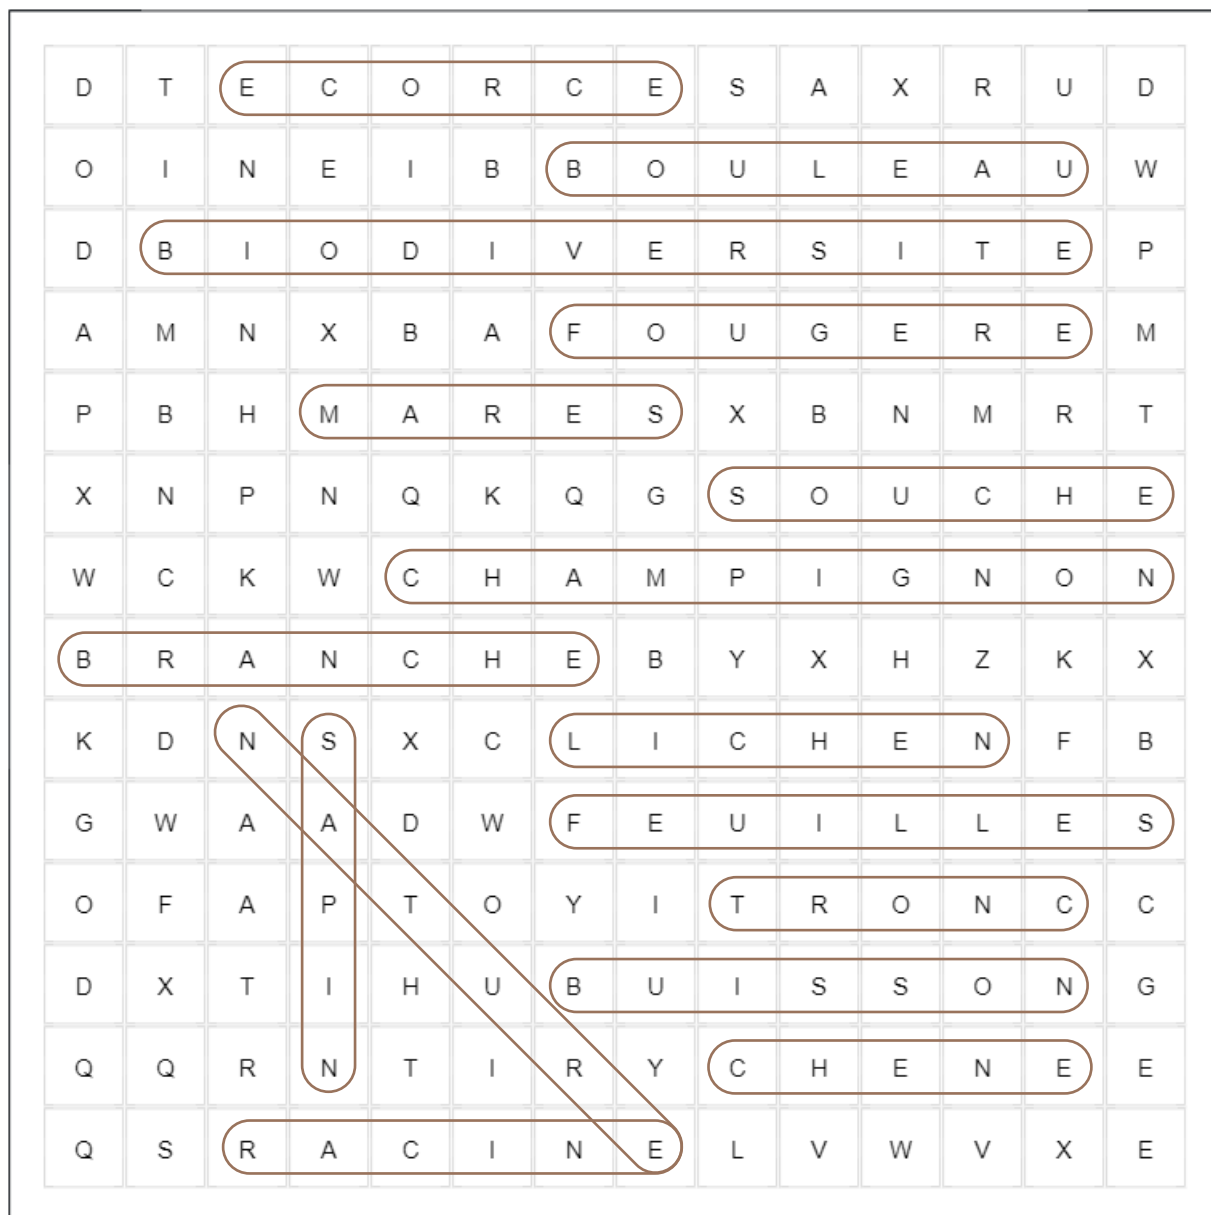 D T E C O R C E S A X R U D
O I N E I B B O U L E A U W
D B I O D I V E R S I T E P
A M N X B A F O U G E R E M
P B H M A R E S X B N M R T
X N P N Q K Q G S O U C H E
W C K W C H A M P I G N O N
B R A N C H E B Y X H Z K X
K D N S X C L I C H E N F B
G W A A D W F E U I L L E S
O F A P T O Y I T R O N C C
D X T I H U B U I S S O N G
Q Q R N T I R Y C H E N E E
Q S R A C I N E L V W V X E